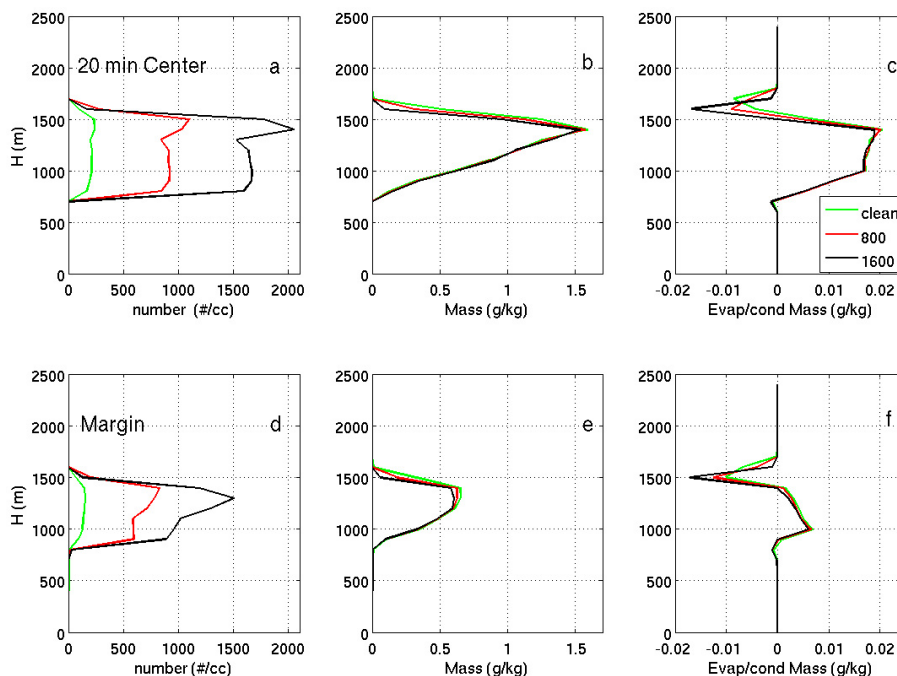 2500
2000
1500
1000
500
0
H (m)
20 min Center
a
0 500 1000 1500 2000
number (#/cc)
2500
2000
1500
1000
500
0
b
0 0.5 1 1.5
Mass (g/kg)
2500
2000
1500
1000
500
0
c
clean
800
1600
-0.02 -0.01 0 0.01 0.02
Evap/cond Mass (g/kg)
2500
2000
1500
1000
500
0
H (m)
Margin
d
0 500 1000 1500 2000
number (#/cc)
2500
2000
1500
1000
500
0
e
0 0.5 1 1.5
Mass (g/kg)
2500
2000
1500
1000
500
0
f
-0.02 -0.01 0 0.01 0.02
Evap/cond Mass (g/kg)